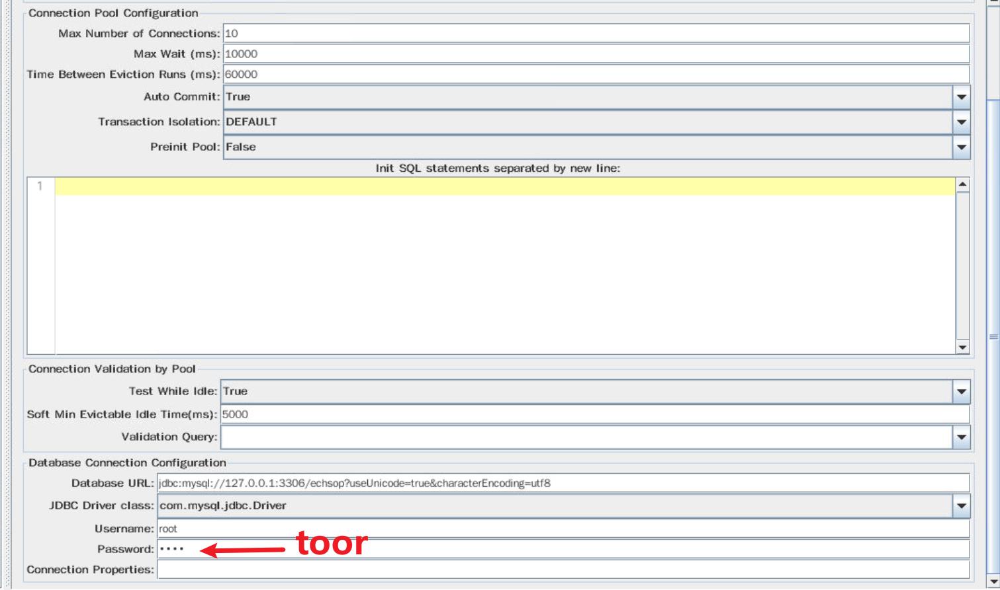 Connection Pool Configuration
Max Number of Connections: 10
Max Wait (ms): 10000
Time Between Eviction Runs (ms): 60000
Auto Commit: True
Transaction Isolation: DEFAULT
Preinit Pool: False
Init SQL statements separated by new line:
1
Connection Validation by Pool
Test While Idle: True
Soft Min Evictable Idle Time(ms): 5000
Validation Query:
Database Connection Configuration
Database URL: jdbc:mysql://127.0.0.1:3306/echsop?useUnicode=true&characterEncoding=utf8
JDBC Driver class: com.mysql.jdbc.Driver
Username: root
Password: •••• toor
Connection Properties: